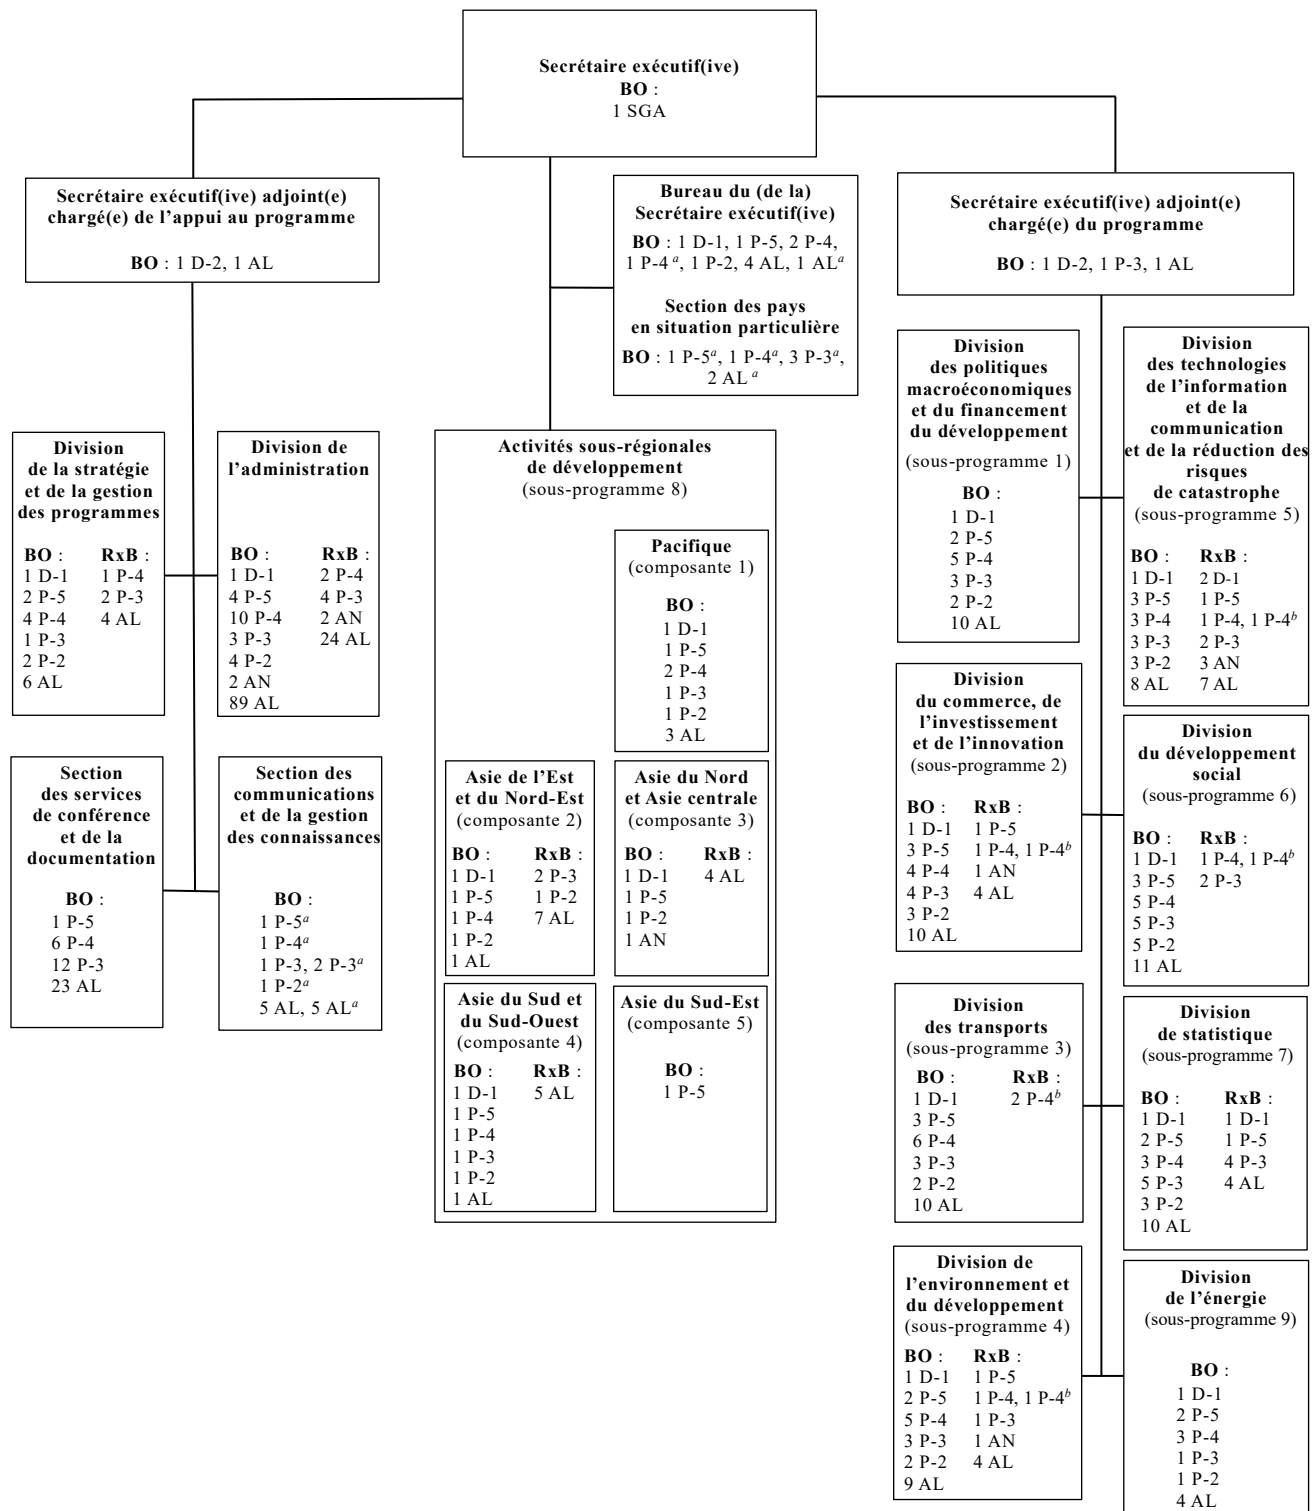 Secrétaire exécutif(ive)
BO :
1 SGA
Secrétaire exécutif(ive) adjoint(e)
chargé(e) de l'appui au programme
BO : 1 D-2, 1 AL
Bureau du (de la)
Secrétaire exécutif(ive)
BO : 1 D-1, 1 P-5, 2 P-4,
1 P-4 a, 1 P-2, 4 AL, 1 ALa
Section des pays
en situation particulière
BO : 1 P-5a, 1 P-4a, 3 P-3a,
2 AL a
Secrétaire exécutif(ive) adjoint(e)
chargé(e) du programme
BO : 1 D-2, 1 P-3, 1 AL
Division
de la stratégie
et de la gestion
des programmes
BO : RxB :
1 D-1 1 P-4
2 P-5 2 P-3
4 P-4 4 AL
1 P-3
2 P-2
6 AL
Division de
l'administration
BO : RxB :
1 D-1 2 P-4
4 P-5 4 P-3
10 P-4 2 AN
3 P-3 24 AL
4 P-2
2 AN
89 AL
Section
des services
de conférence
et de la
documentation
BO :
1 P-5
6 P-4
12 P-3
23 AL
Section des
communications
et de la gestion
des connaissances
BO :
1 P-5a
1 P-4a
1 P-3, 2 P-3a
1 P-2a
5 AL, 5 ALa
Activités sous-régionales
de développement
(sous-programme 8)
Pacifique
(composante 1)
BO :
1 D-1
1 P-5
2 P-4
1 P-3
1 P-2
3 AL
Asie de l'Est
et du Nord-Est
(composante 2)
BO : RxB :
1 D-1 2 P-3
1 P-5 1 P-2
1 P-4 7 AL
1 P-2
1 AL
Asie du Nord
et Asie centrale
(composante 3)
BO : RxB :
1 D-1 4 AL
1 P-5
1 P-2
1 AN
Asie du Sud et
du Sud-Ouest
(composante 4)
BO : RxB :
1 D-1 5 AL
1 P-5
1 P-4
1 P-3
1 P-2
1 AL
Asie du Sud-Est
(composante 5)
BO :
1 P-5
Division
des politiques
macroéconomiques
et du financement
du développement
(sous-programme 1)
BO :
1 D-1
2 P-5
5 P-4
3 P-3
2 P-2
10 AL
Division
des technologies
de l'information
et de la
communication
et de la réduction des
risques
de catastrophe
(sous-programme 5)
BO : RxB :
1 D-1 2 D-1
3 P-5 1 P-5
3 P-4 1 P-4, 1 P-4b
3 P-3 2 P-3
3 P-2 3 AN
8 AL 7 AL
Division
du commerce, de
l'investissement
et de l'innovation
(sous-programme 2)
BO : RxB :
1 D-1 1 P-5
3 P-5 1 P-4, 1 P-4b
4 P-4 1 AN
4 P-3 4 AL
3 P-2
10 AL
Division
du développement
social
(sous-programme 6)
BO : RxB :
1 D-1 1 P-4, 1 P-4b
3 P-5 2 P-3
5 P-4
5 P-3
5 P-2
11 AL
Division
des transports
(sous-programme 3)
BO : RxB :
1 D-1 2 P-4b
3 P-5
6 P-4
3 P-3
2 P-2
10 AL
Division
de statistique
(sous-programme 7)
BO : RxB :
1 D-1 1 D-1
2 P-5 1 P-5
3 P-4 4 P-3
5 P-3 4 AL
3 P-2
10 AL
Division de
l'environnement et
du développement
(sous-programme 4)
BO : RxB :
1 D-1 1 P-5
2 P-5 1 P-4, 1 P-4b
5 P-4 1 P-3
3 P-3 1 AN
2 P-2 4 AL
9 AL
Division
de l'énergie
(sous-programme 9)
BO :
1 D-1
2 P-5
3 P-4
1 P-3
1 P-2
4 AL